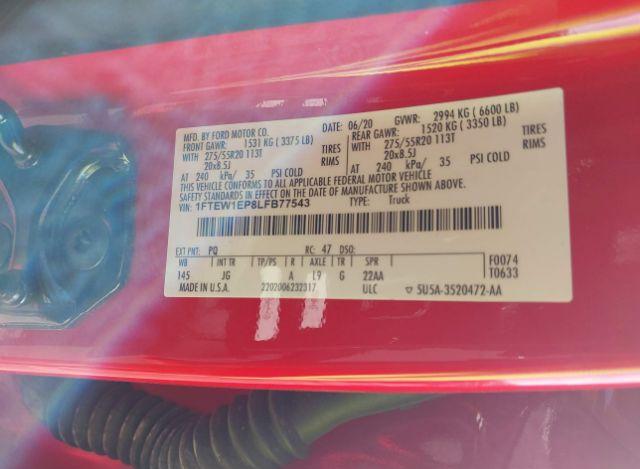 MFD. BY FORD MOTOR CO. DATE: 06/20 GVWR: 2994 KG ( 6600 LB)
FRONT GAWR: 1531 KG ( 3375 LB) REAR GAWR: 1520 KG ( 3350 LB)
275/55R20 113T TIRES 275/55R20 113T TIRES
20x8.5J RIMS 20x8.5J RIMS
AT 240 kPa/ 35 PSI COLD AT 240 kPa/ 35 PSI COLD
THIS VEHICLE CONFORMS TO ALL APPLICABLE FEDERAL MOTOR VEHICLE
SAFETY STANDARDS IN EFFECT ON THE DATE OF MANUFACTURE SHOWN ABOVE.
VIN: 1FTEW1EP8LFB77543 TYPE: Truck
EXT PNT: PQ RC: 47 DSO: F0074
WB INT TR TP/PS R AXLE TR SPR T0633
145 JG A L9 G 22AA
MADE IN U.S.A. 2202006232317 ULC 5U5A-3520472-AA